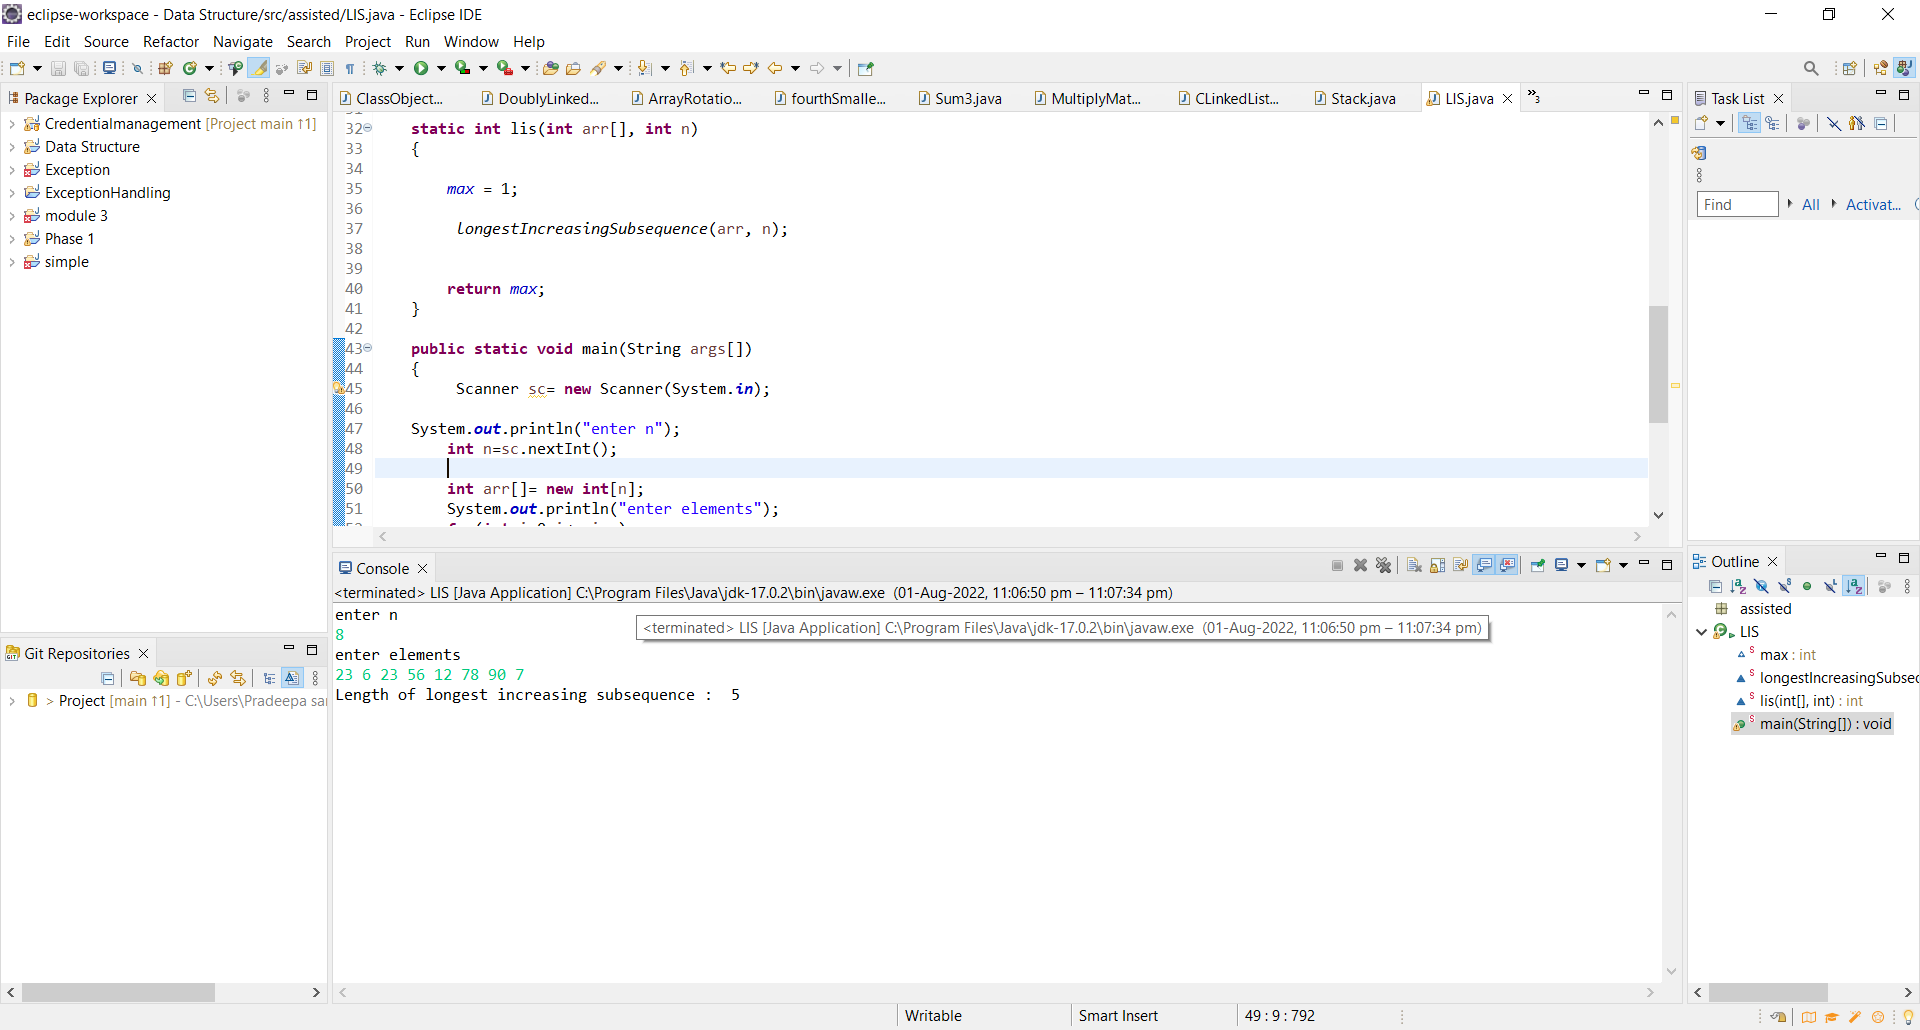 eclipse-workspace - Data Structure/src/assisted/LIS.java - Eclipse IDE
File Edit Source Refactor Navigate Search Project Run Window Help
Package Explorer
CredentialManagement [Project main ↑1]
Data Structure
Exception
ExceptionHandling
module 3
Phase 1
simple
Git Repositories
> Project [main ↑1] - C:\Users\Pradeepa sa
ClassObject... DoublyLinked... ArrayRotatio... fourthSmalle... Sum3.java MultiplyMat... CLinkedList... Stack.java LIS.java »3
32 static int lis(int arr[], int n)
33 {
34
35 max = 1;
36
37 longestIncreasingSubsequence(arr, n);
38
39
40 return max;
41 }
42
43 public static void main(String args[])
44 {
45 Scanner sc= new Scanner(System.in);
46
47 System.out.println("enter n");
48 int n=sc.nextInt();
49
50 int arr[]= new int[n];
51 System.out.println("enter elements");
Console
<terminated> LIS [Java Application] C:\Program Files\Java\jdk-17.0.2\bin\javaw.exe (01-Aug-2022, 11:06:50 pm – 11:07:34 pm)
enter n
<terminated> LIS [Java Application] C:\Program Files\Java\jdk-17.0.2\bin\javaw.exe (01-Aug-2022, 11:06:50 pm – 11:07:34 pm)
8
enter elements
23 6 23 56 12 78 90 7
Length of longest increasing subsequence : 5
Task List
Find All Activat...
Outline
assisted
LIS
max : int
longestIncreasingSubsec
lis(int[], int) : int
main(String[]) : void
Writable Smart Insert 49 : 9 : 792